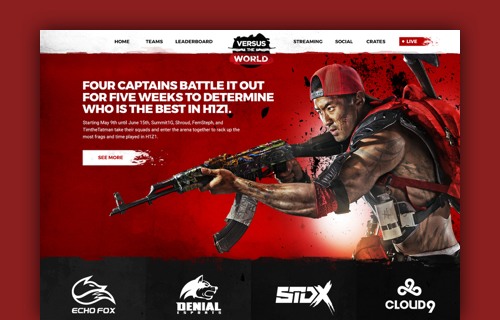 HOME TEAMS LEADERBOARD VERSUS THE WORLD STREAMING SOCIAL CRATES LIVE
FOUR CAPTAINS BATTLE IT OUT
FOR FIVE WEEKS TO DETERMINE
WHO IS THE BEST IN H1Z1.
Starting May 9th until June 15th, Summit1G, Shroud, FemSteph, and
TimtheTatman take their squads and enter the arena together to rack up the
most frags and time played in H1Z1.
SEE MORE
ECHO FOX DENIAL ESPORTS STDX CLOUD9